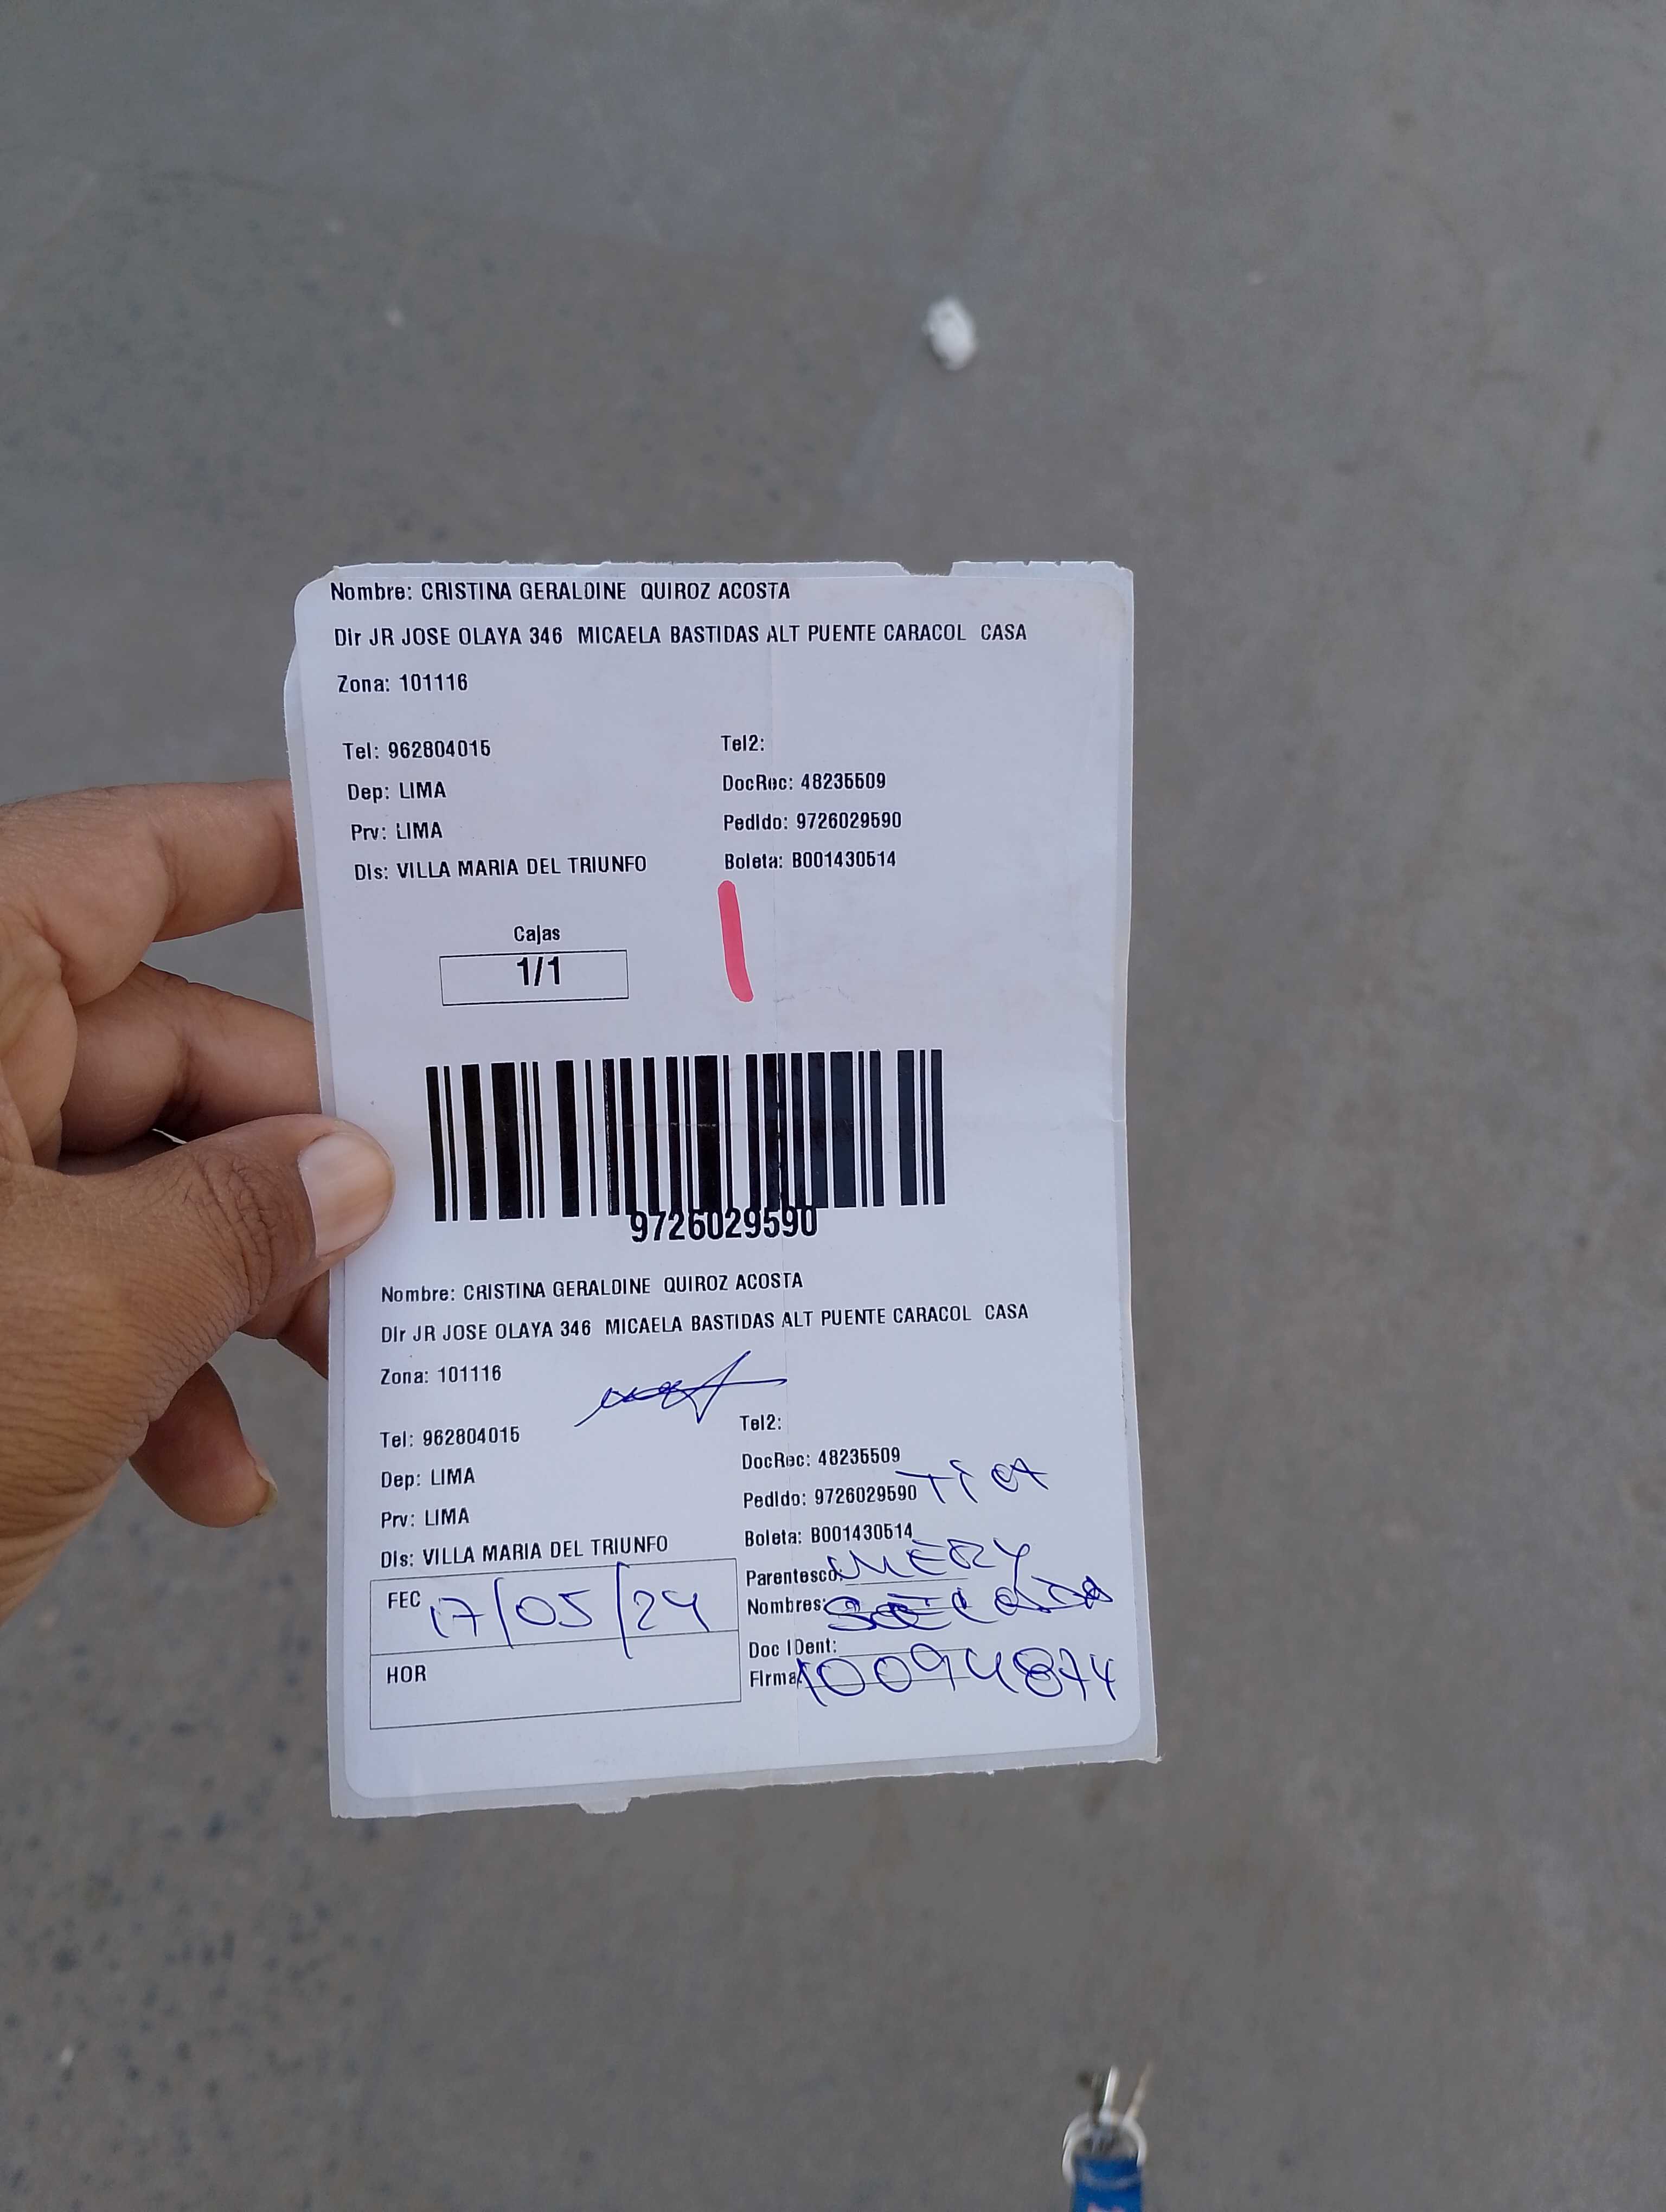 Nombre: CRISTINA GERALDINE QUIROZ ACOSTA
Dir JR JOSE OLAYA 346 MICAELA BASTIDAS ALT PUENTE CARACOL CASA
Zona: 101116
Tel: 962804015 Tel2:
Dep: LIMA DocRec: 48235509
Prv: LIMA Pedido: 9726029590
Dis: VILLA MARIA DEL TRIUNFO Boleta: B001430514
Cajas
1/1
9726029590
Nombre: CRISTINA GERALDINE QUIROZ ACOSTA
Dir JR JOSE OLAYA 346 MICAELA BASTIDAS ALT PUENTE CARACOL CASA
Zona: 101116
Tel: 962804015 Tel2:
Dep: LIMA DocRec: 48235509
Prv: LIMA Pedido: 9726029590 TIA
Dis: VILLA MARIA DEL TRIUNFO Boleta: B001430514
FEC 17/05/24 Parentesco: MERY
Nombres:
HOR Doc IDent:
Firma: 10094874